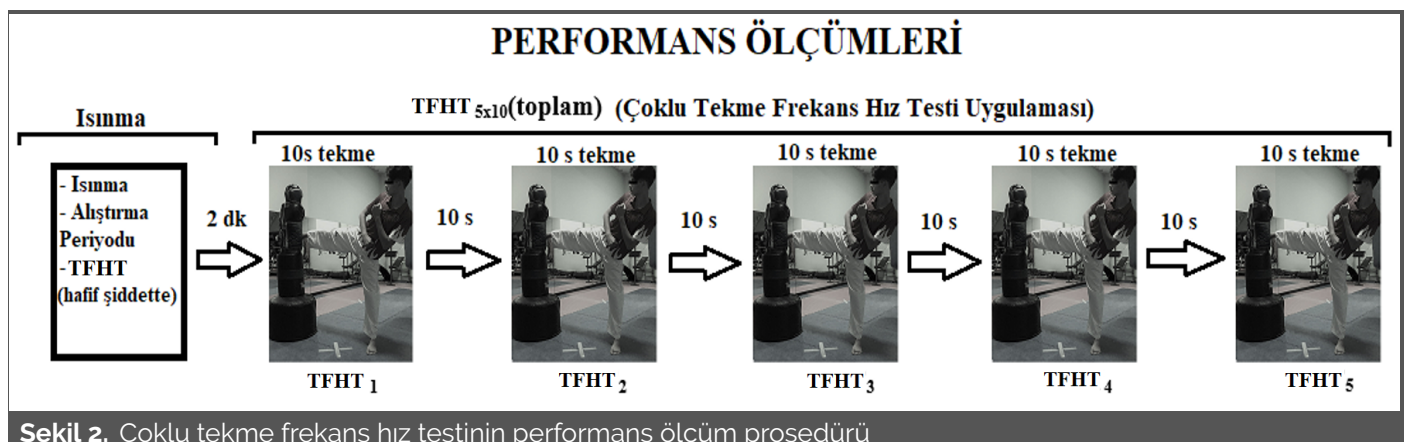 PERFORMANS ÖLÇÜMLERİ
Isınma
TFHT 5x10(toplam) (Çoklu Tekme Frekans Hız Testi Uygulaması)
- Isınma
- Alıştırma
Periyodu
-TFHT
(hafif şiddette)
2 dk
10s tekme
TFHT 1
10 s
10 s tekme
TFHT 2
10 s
10 s tekme
TFHT 3
10 s
10 s tekme
TFHT 4
10 s
10 s tekme
TFHT 5
Şekil 2. Çoklu tekme frekans hız testinin performans ölçüm prosedürü